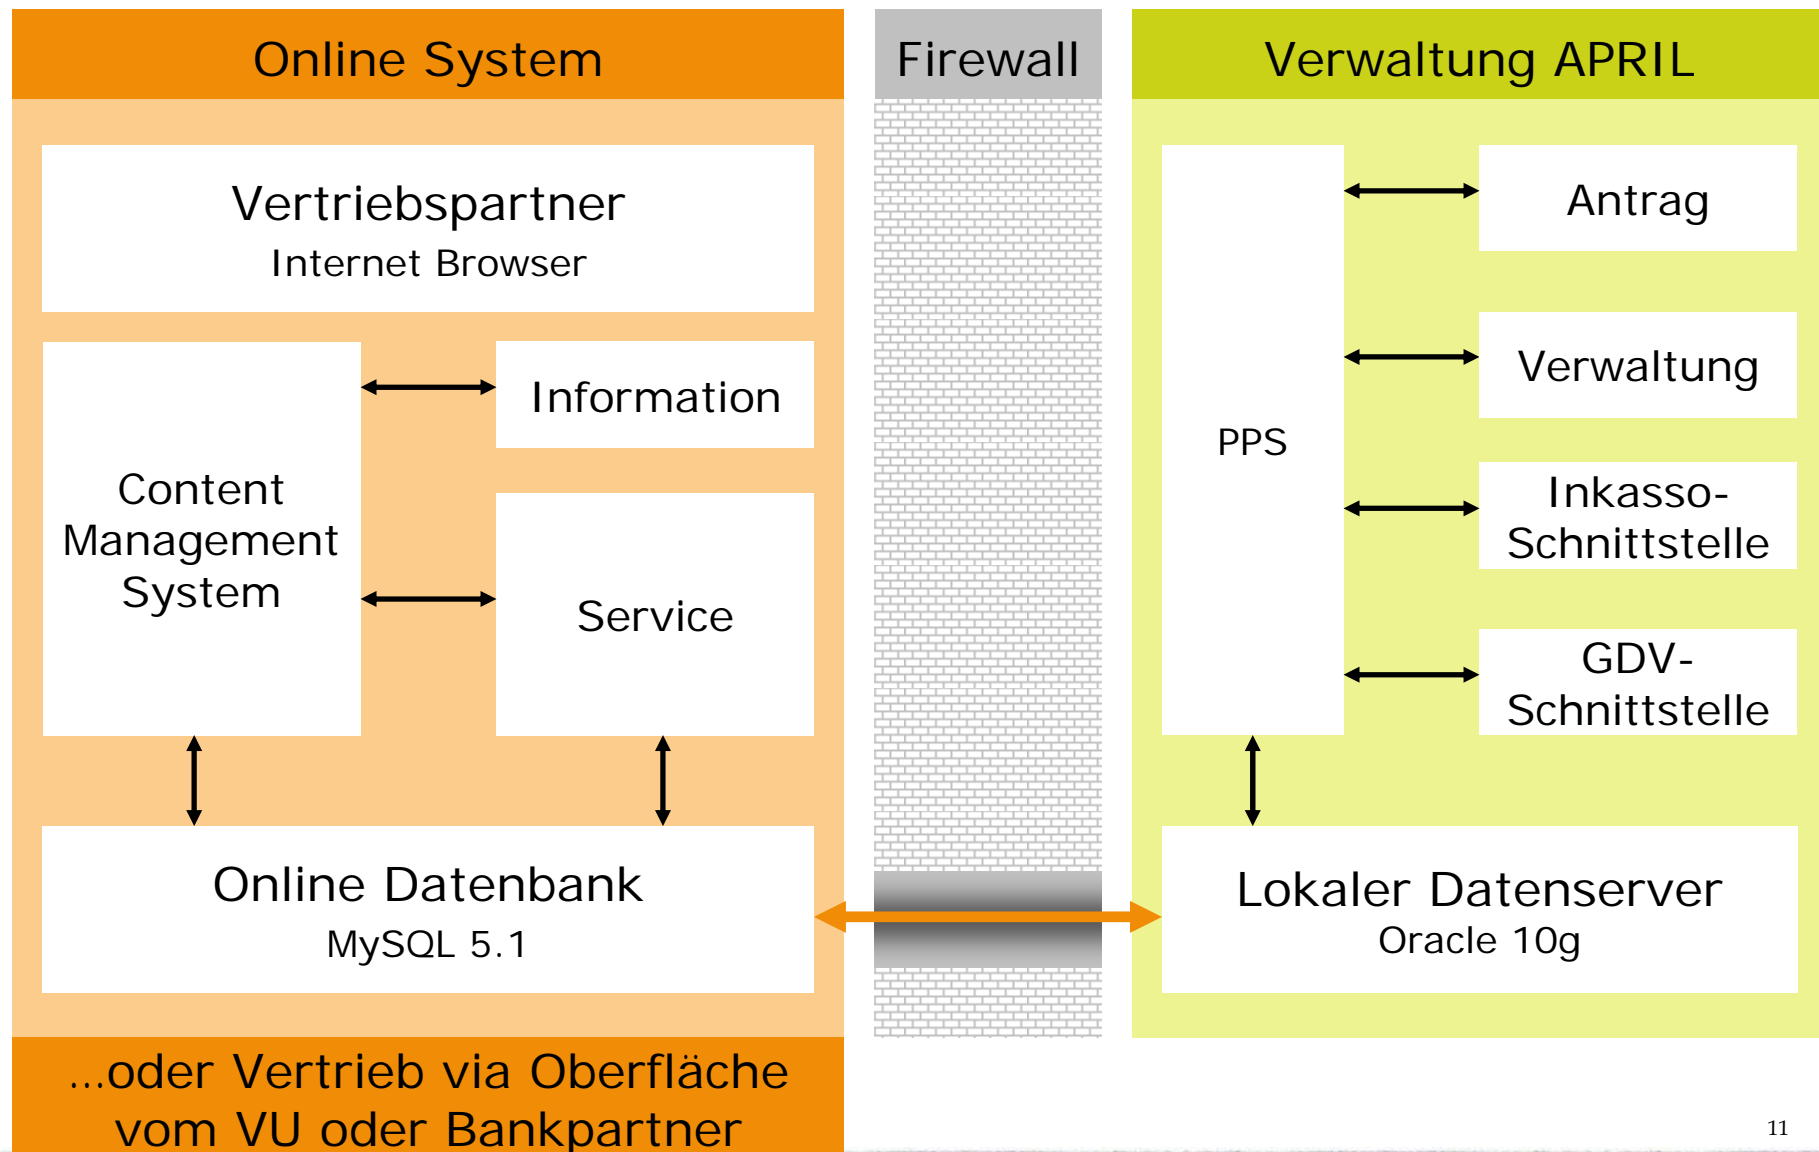 Online System
Firewall
Verwaltung APRIL
Vertriebspartner
Internet Browser
Content
Management
System
Information
Service
Online Datenbank
MySQL 5.1
...oder Vertrieb via Oberfläche
vom VU oder Bankpartner
PPS
Antrag
Verwaltung
Inkasso-
Schnittstelle
GDV-
Schnittstelle
Lokaler Datenserver
Oracle 10g
11